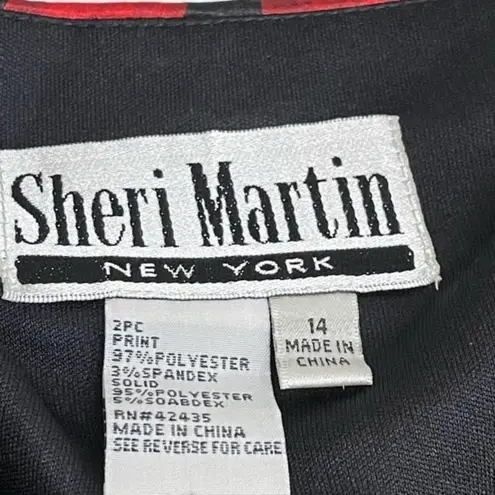 Sheri Martin
NEW YORK
2PC
PRINT
97%POLYESTER
3%SPANDEX
SOLID
95%POLYESTER
5%SOABDEX
RN#42435
MADE IN CHINA
SEE REVERSE FOR CARE
14
MADE IN
CHINA